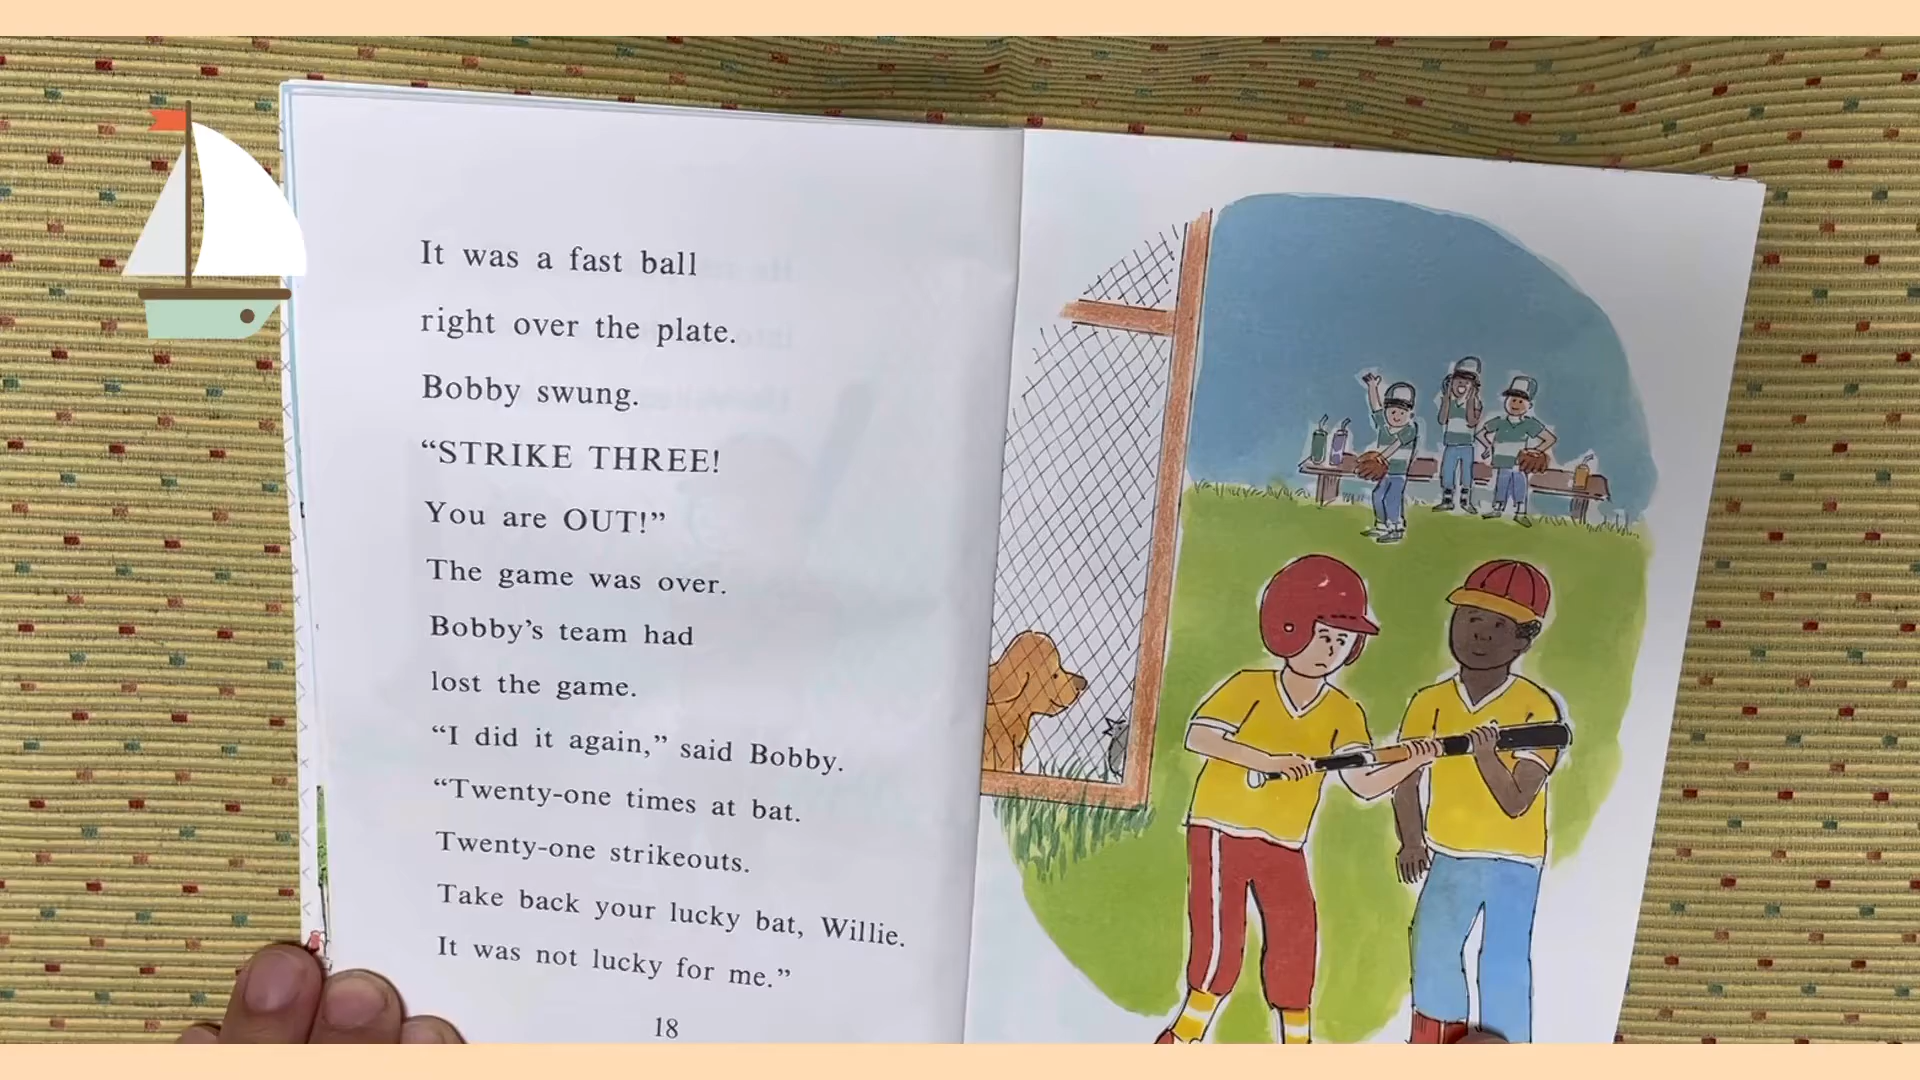 It was a fast ball
right over the plate.
Bobby swung.
“STRIKE THREE!
You are OUT!”
The game was over.
Bobby’s team had
lost the game.
“I did it again,” said Bobby.
“Twenty-one times at bat.
Twenty-one strikeouts.
Take back your lucky bat, Willie.
It was not lucky for me.”
18